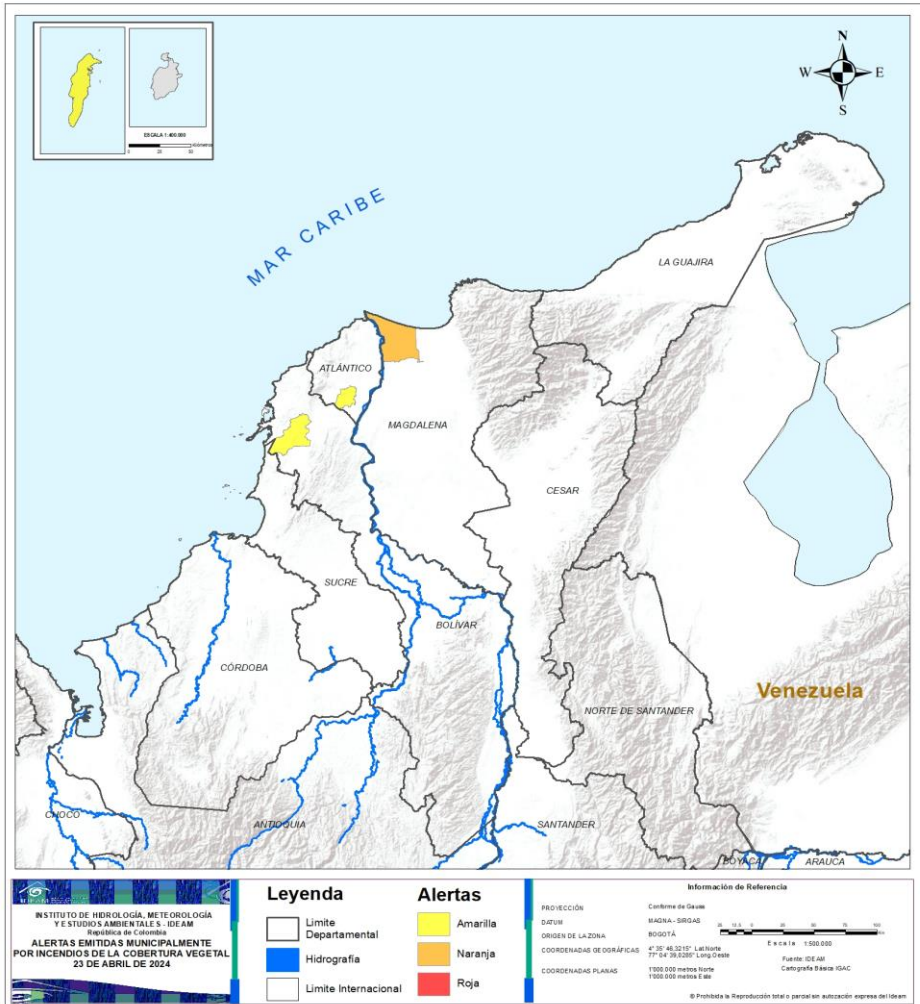 N
W
E
S
ESCALA 1:400.000
MAR CARIBE
LA GUAJIRA
ATLÁNTICO
MAGDALENA
CESAR
SUCRE
BOLÍVAR
CÓRDOBA
Venezuela
NORTE DE SANTANDER
CHOCO
ANTIOQUIA
SANTANDER
BOYACA
ARAUCA
IDEAM
INSTITUTO DE HIDROLOGÍA, METEOROLOGÍA
Y ESTUDIOS AMBIENTALES - IDEAM
República de Colombia
ALERTAS EMITIDAS MUNICIPALMENTE
POR INCENDIOS DE LA COBERTURA VEGETAL
23 DE ABRIL DE 2024
Leyenda
Limite
Departamental
Hidrografía
Limite Internacional
Alertas
Amarilla
Naranja
Roja
Información de Referencia
PROYECCIÓN Conforme de Gauss
DATUM MAGNA - SIRGAS
ORIGEN DE LA ZONA BOGOTÁ
COORDENADAS GEOGRÁFICAS 4° 35' 46,3215" Lat.Norte
77° 04' 39,0285" Long.Oeste
COORDENADAS PLANAS 1'000.000 metros Norte
1'000.000 metros Este
Escala 1:500.000
Fuente: IDEAM
Cartografía Básica IGAC
© Prohibida la Reproducción total o parcial sin autozación expresa del Ideam